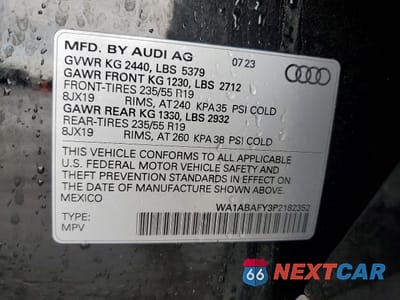 MFD. BY AUDI AG 07 23
GVWR KG 2440, LBS 5379
GAWR FRONT KG 1230, LBS 2712
FRONT-TIRES 235/55 R19
8JX19 RIMS, AT 240 KPA 35 PSI COLD
GAWR REAR KG 1330, LBS 2932
REAR-TIRES 235/55 R19
8JX19 RIMS, AT 260 KPA 38 PSI COLD
THIS VEHICLE CONFORMS TO ALL APPLICABLE
U.S. FEDERAL MOTOR VEHICLE SAFETY AND
THEFT PREVENTION STANDARDS IN EFFECT ON
THE DATE OF MANUFACTURE SHOWN ABOVE.
MEXICO
WA1ABAFY3P2182352
TYPE:
MPV
66 NEXTCAR